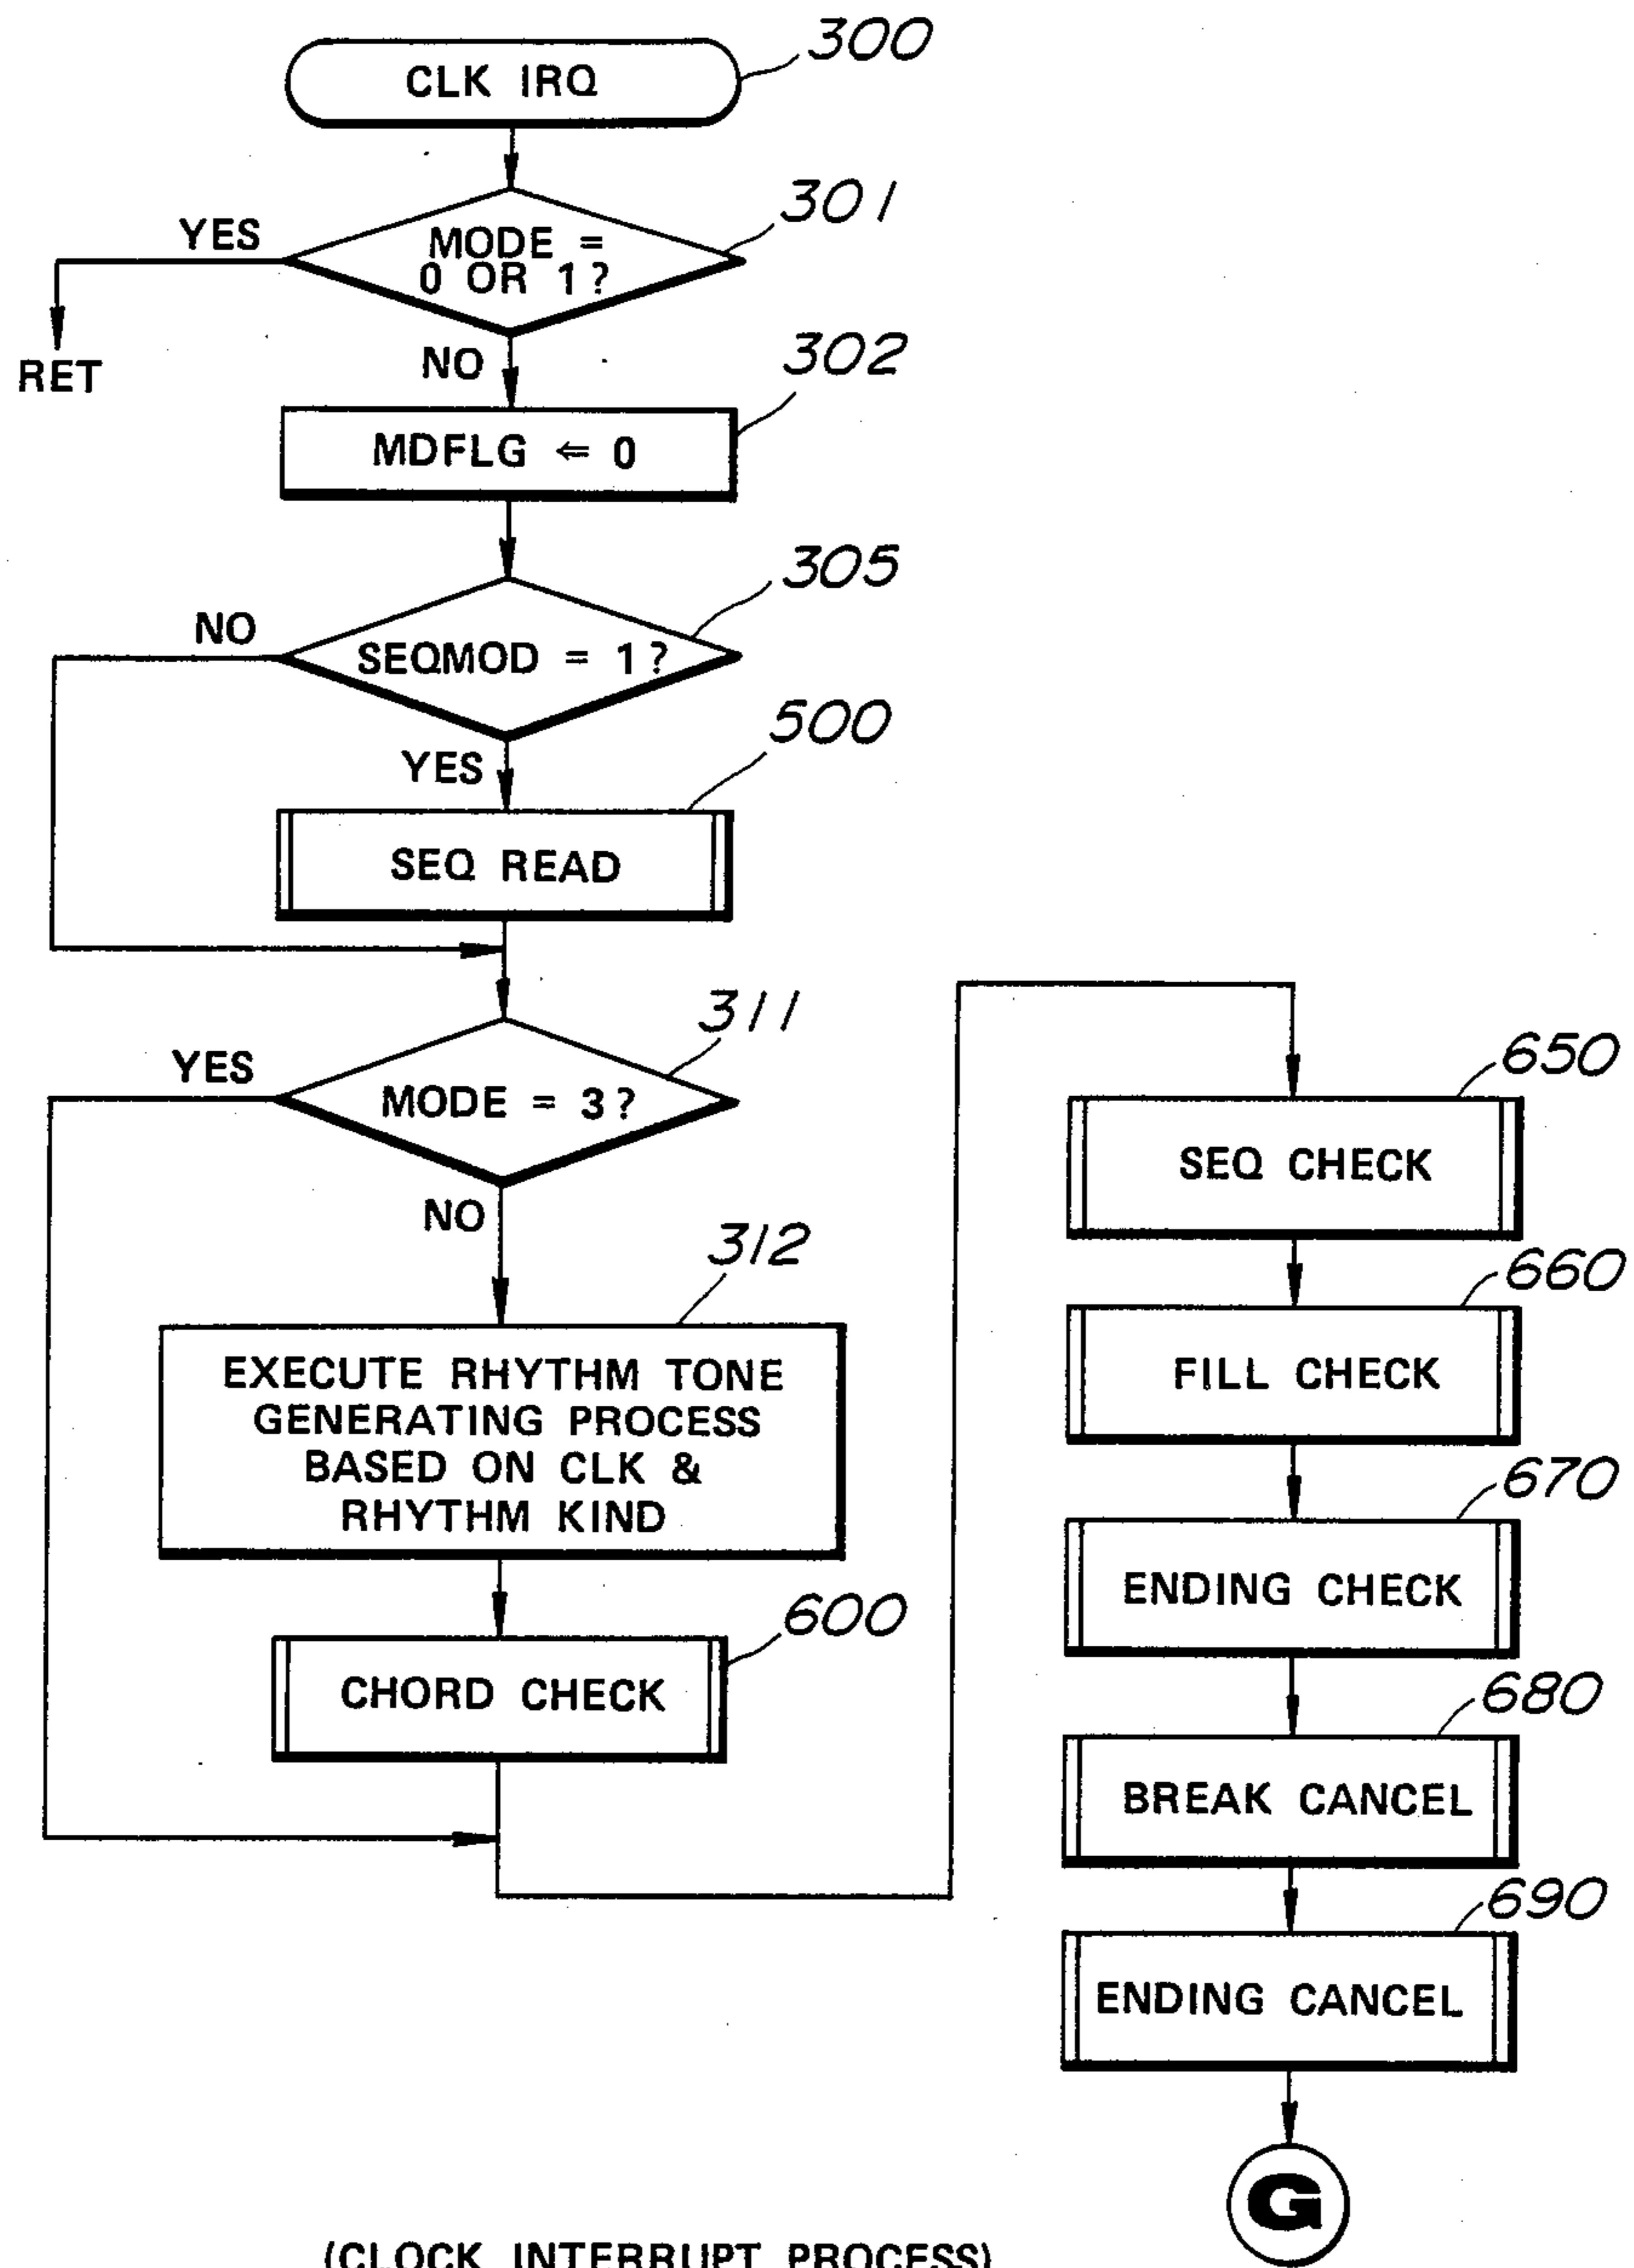 CLK IRQ
300
MODE =
0 OR 1?
301
YES
RET
NO
302
MDFLG ⇐ 0
305
NO
SEQMOD = 1?
YES
500
SEQ READ
311
YES
MODE = 3?
NO
312
EXECUTE RHYTHM TONE
GENERATING PROCESS
BASED ON CLK &
RHYTHM KIND
600
CHORD CHECK
650
SEQ CHECK
660
FILL CHECK
670
ENDING CHECK
680
BREAK CANCEL
690
ENDING CANCEL
G
(CLOCK INTERRUPT PROCESS)